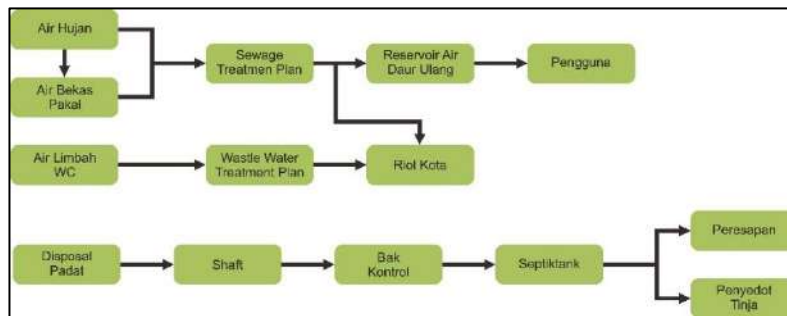 Air Hujan
Air Bekas
Pakai
Sewage
Treatmen Plan
Reservoir Air
Daur Ulang
Pengguna
Air Limbah
WC
Wastle Water
Treatment Plan
Riol Kota
Disposal
Padat
Shaft
Bak
Kontrol
Septiktank
Peresapan
Penyedot
Tinja